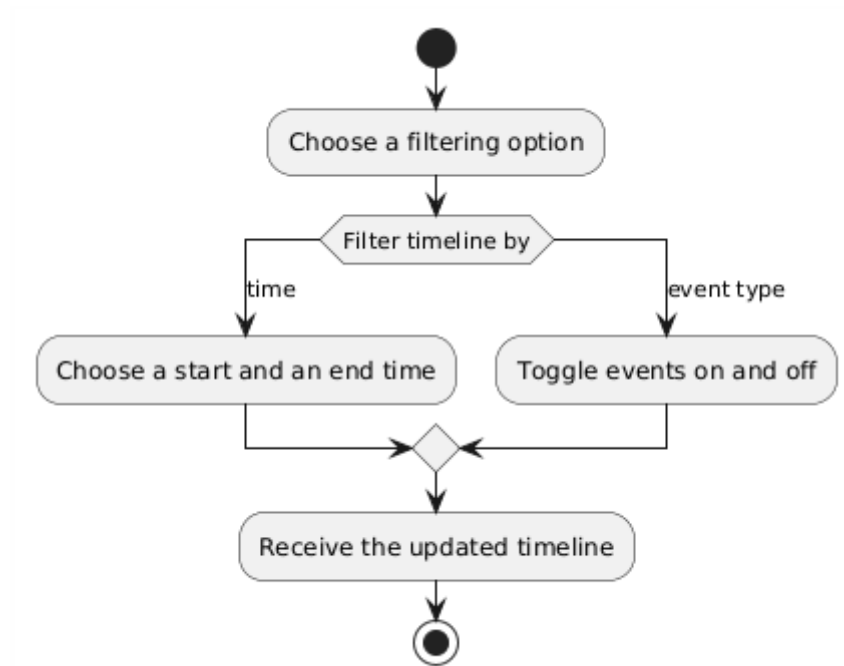 Choose a filtering option
Filter timeline by
time
event type
Choose a start and an end time
Toggle events on and off
Receive the updated timeline